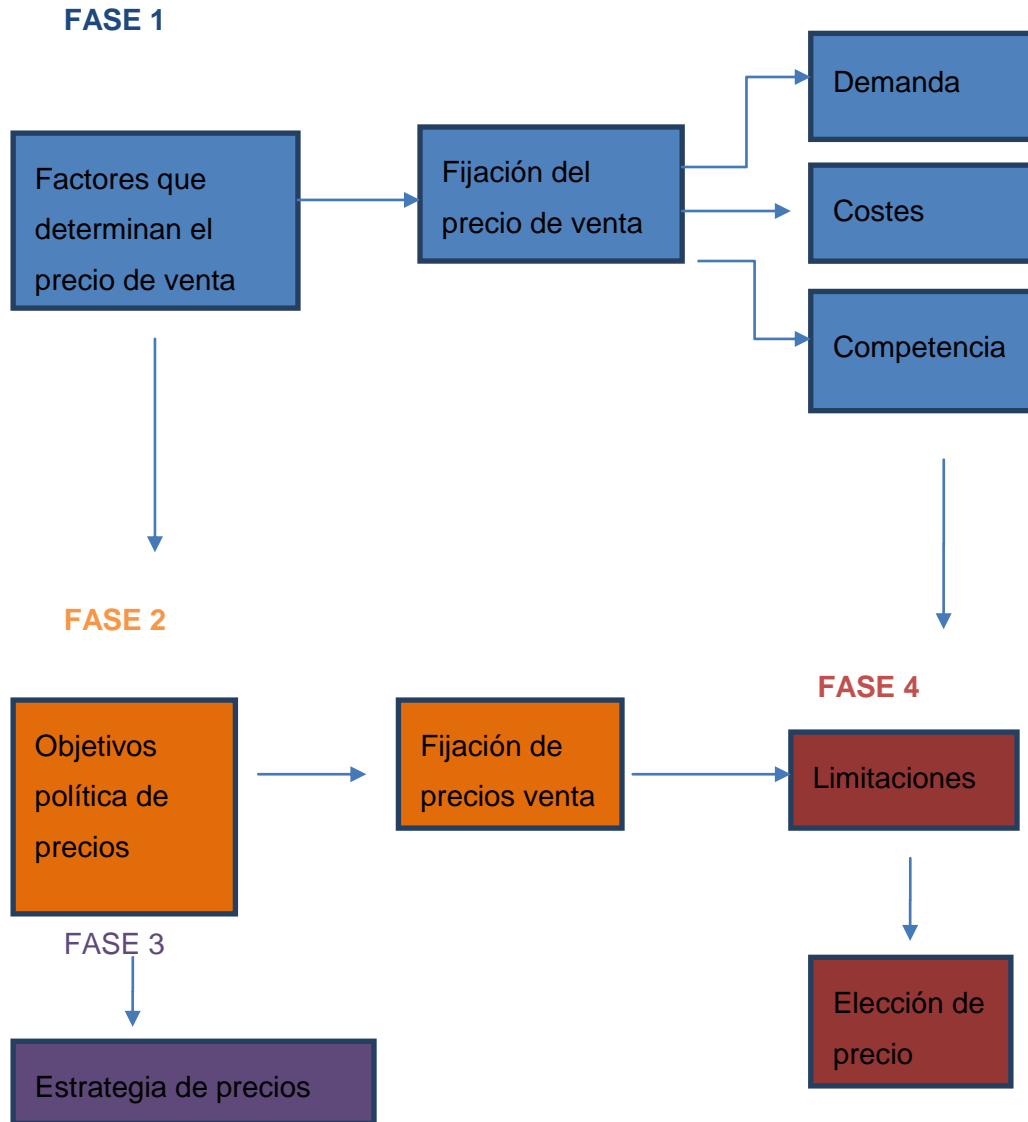 FASE 1
Demanda
Factores que
determinan el
precio de venta
Fijación del
precio de venta
Costes
Competencia
FASE 2
FASE 4
Objetivos
política de
precios
Fijación de
precios venta
Limitaciones
FASE 3
Elección de
precio
Estrategia de precios